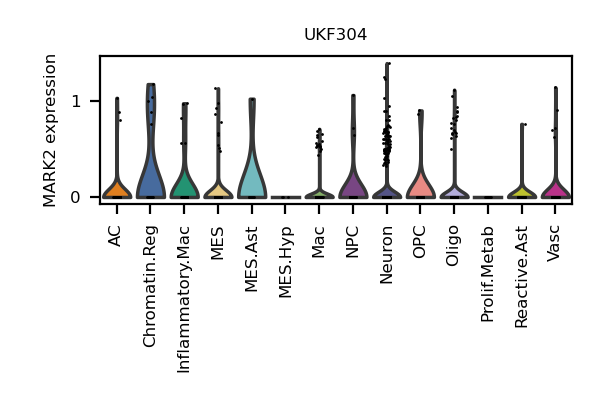 UKF304
MARK2 expression
1
0
AC
Chromatin.Reg
Inflammatory.Mac
MES
MES.Ast
MES.Hyp
Mac
NPC
Neuron
OPC
Oligo
Prolif.Metab
Reactive.Ast
Vasc